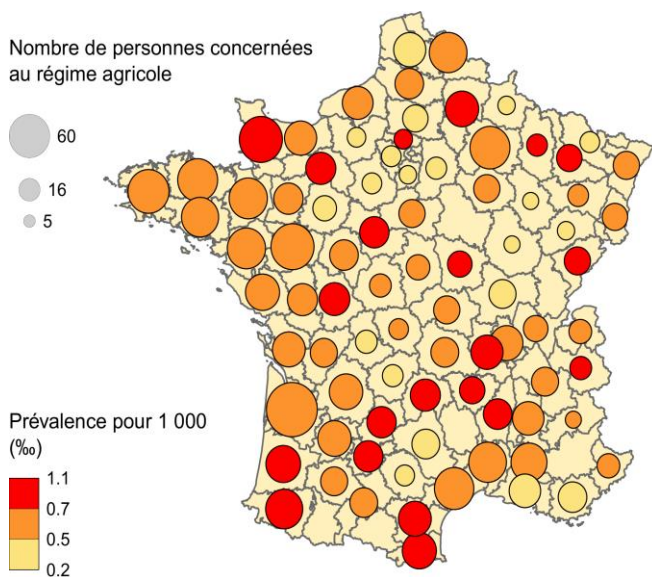 Nombre de personnes concernées
au régime agricole
60
16
5
Prévalence pour 1 000
(‰)
1.1
0.7
0.5
0.2